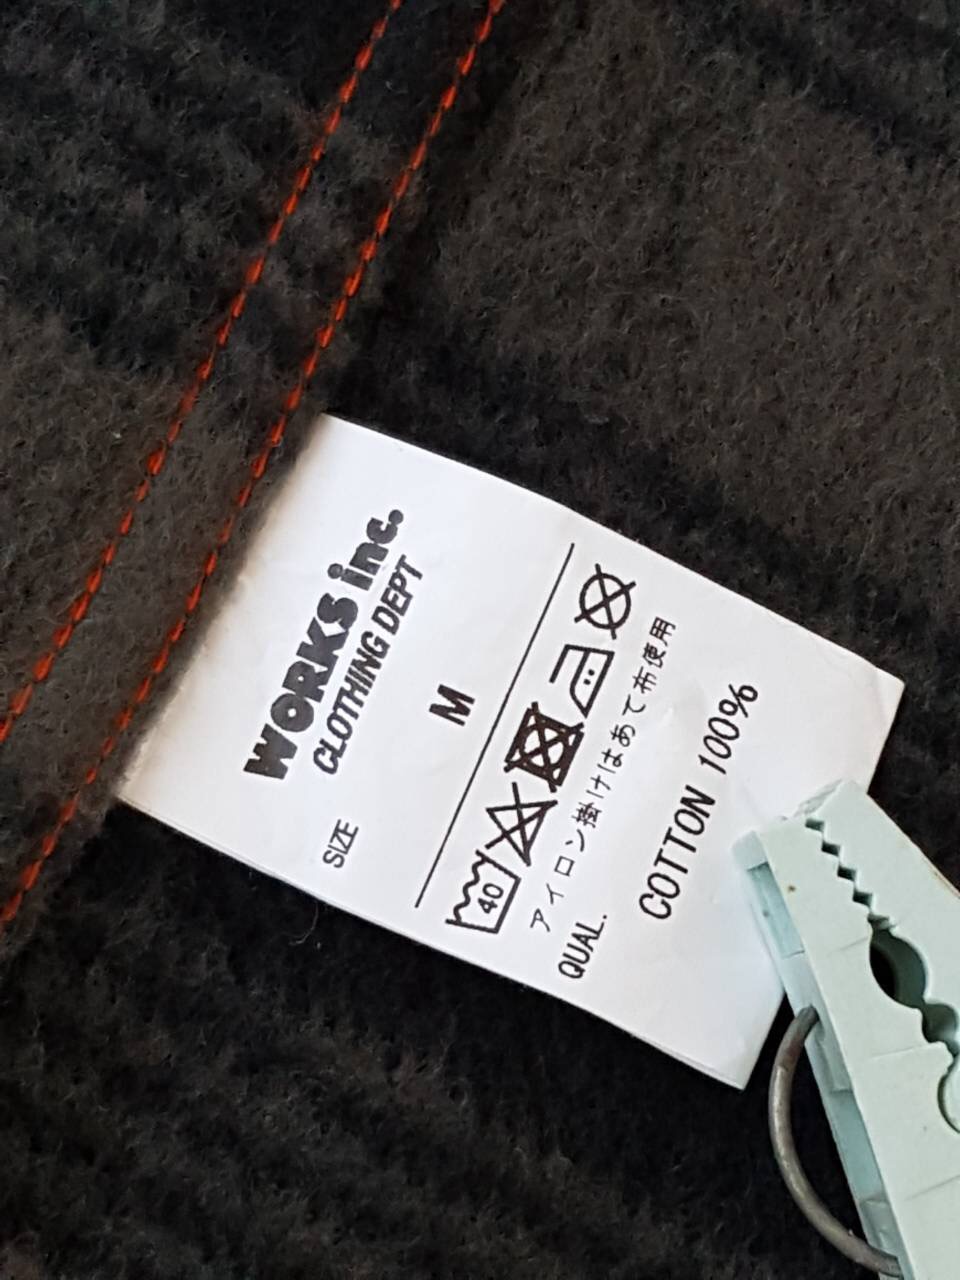 WORKS inc.
CLOTHING DEPT
SIZE M
40
アイロン掛けはあて布使用
QUAL.
COTTON 100%